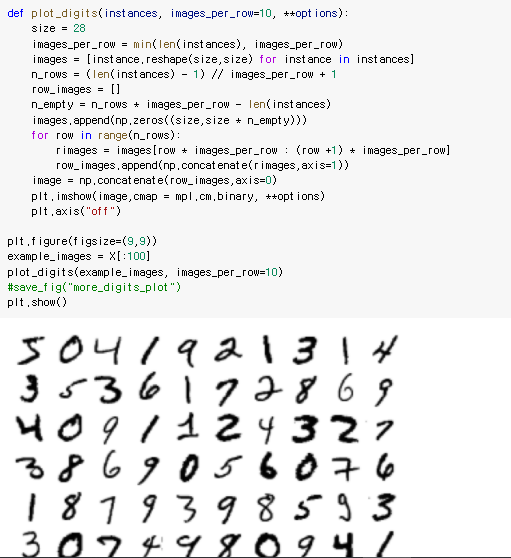 def plot_digits(instances, images_per_row=10, **options):
    size = 28
    images_per_row = min(len(instances), images_per_row)
    images = [instance.reshape(size,size) for instance in instances]
    n_rows = (len(instances) - 1) // images_per_row + 1
    row_images = []
    n_empty = n_rows * images_per_row - len(instances)
    images.append(np.zeros((size,size * n_empty)))
    for row in range(n_rows):
        rimages = images[row * images_per_row : (row +1) * images_per_row]
        row_images.append(np.concatenate(rimages,axis=1))
    image = np.concatenate(row_images,axis=0)
    plt.imshow(image,cmap = mpl.cm.binary, **options)
    plt.axis("off")
plt.figure(figsize=(9,9))
example_images = X[:100]
plot_digits(example_images, images_per_row=10)
#save_fig("more_digits_plot")
plt.show()
5 0 4 1 9 2 1 3 1 4
3 5 3 6 1 7 2 8 6 9
4 0 9 1 1 2 4 3 2 7
3 8 6 9 0 5 6 0 7 6
1 8 7 9 3 9 8 5 9 3
3 0 7 4 9 8 0 9 4 1